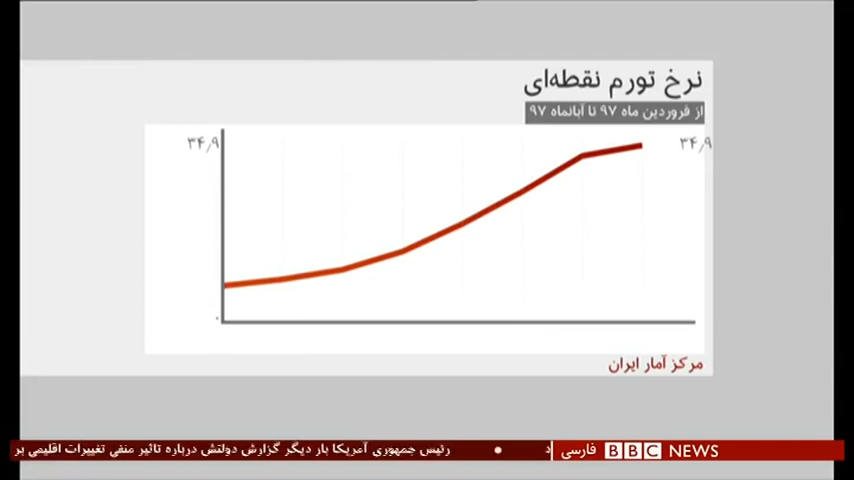 نرخ تورم نقطه‌ای
از فروردین ماه ۹۷ تا آبانماه ۹۷
۳۴٫۹
۳۴٫۹
۰
مرکز آمار ایران
رئیس جمهوری آمریکا بار دیگر گزارش دولتش درباره تاثیر منفی تغییرات اقلیمی بر
فارسی BBC NEWS